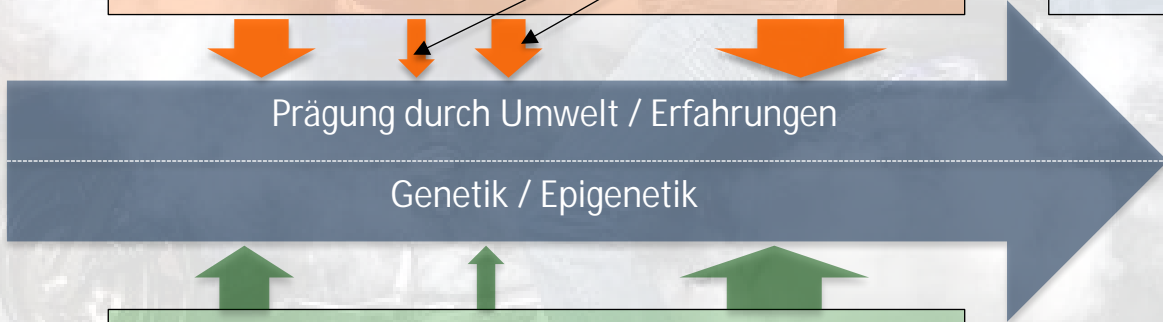 Prägung durch Umwelt / Erfahrungen
Genetik / Epigenetik